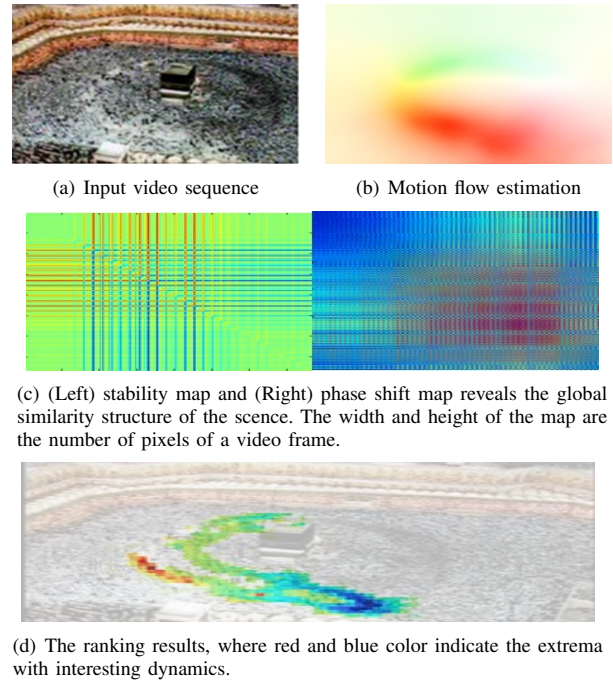 (a) Input video sequence
(b) Motion flow estimation
(c) (Left) stability map and (Right) phase shift map reveals the global
similarity structure of the scence. The width and height of the map are
the number of pixels of a video frame.
(d) The ranking results, where red and blue color indicate the extrema
with interesting dynamics.